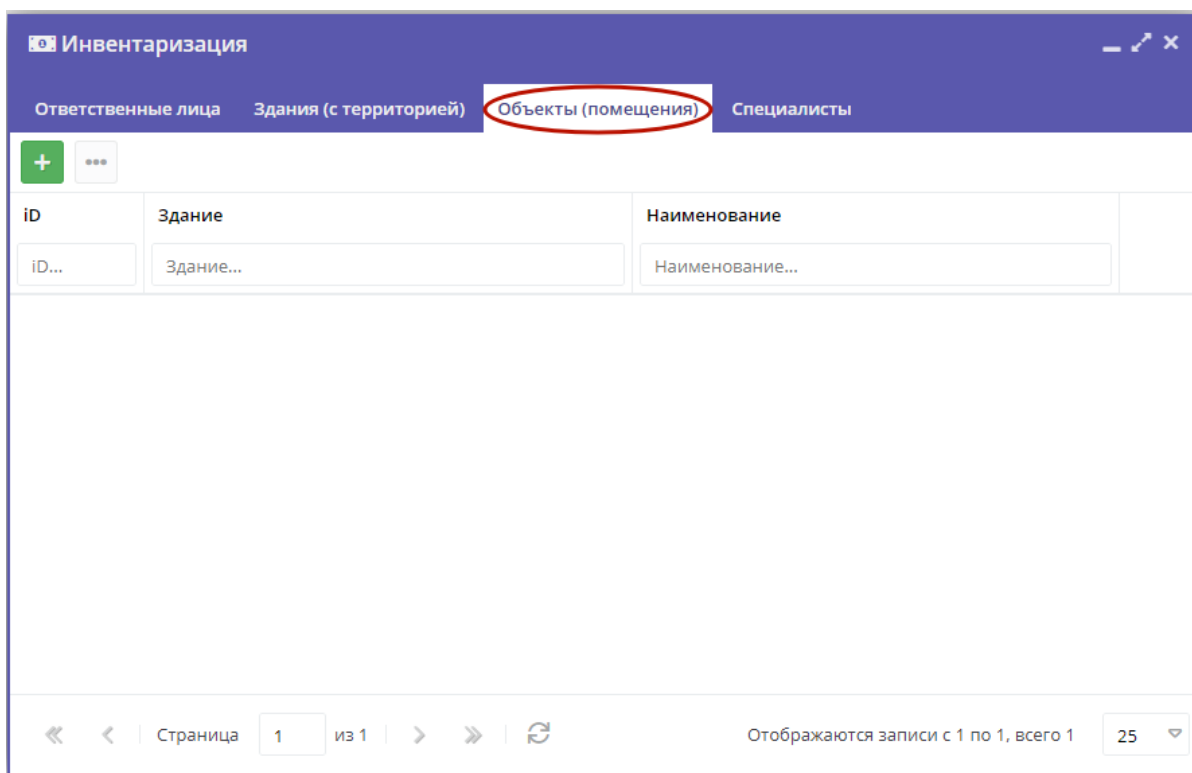 Инвентаризация
Ответственные лица Здания (с территорией) Объекты (помещения) Специалисты
iD Здание Наименование
iD... Здание... Наименование...
Страница 1 из 1 Отображаются записи с 1 по 1, всего 1 25